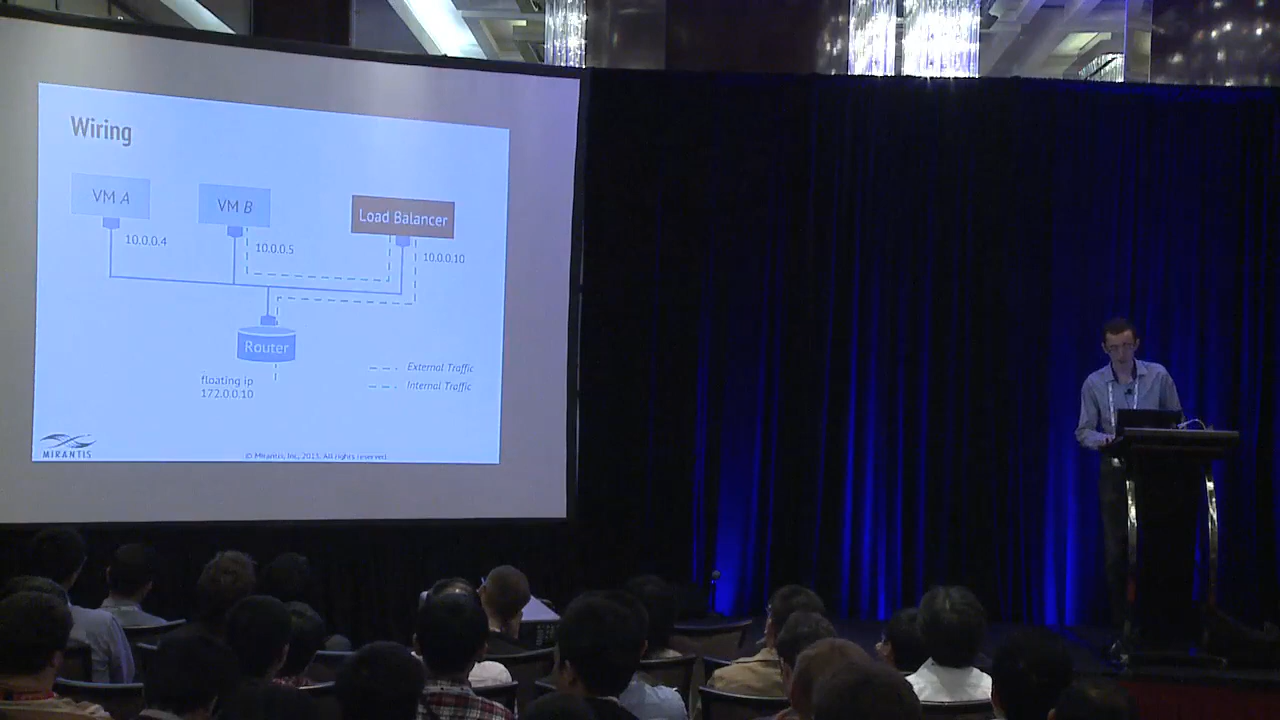 Wiring
VM A
VM B
Load Balancer
10.0.0.4
10.0.0.5
10.0.0.10
Router
External Traffic
Internal Traffic
floating ip
172.0.0.10
MIRANTIS
© Mirantis, Inc, 2013. All rights reserved.